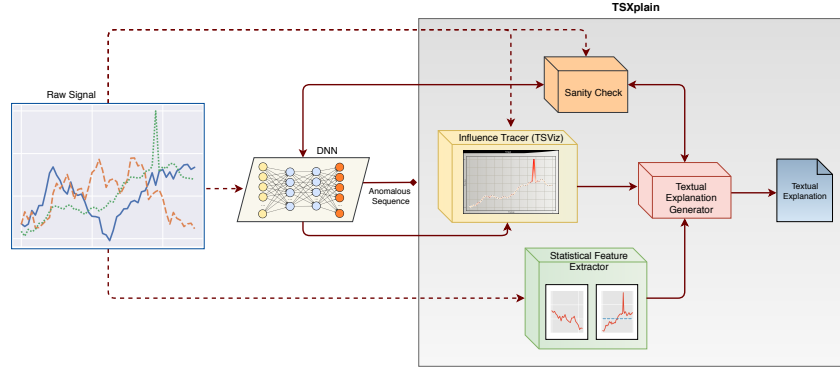 TSXplain
Raw Signal
Sanity Check
DNN
Influence Tracer (TSViz)
Anomalous
Sequence
Textual
Explanation
Generator
Textual
Explanation
Statistical Feature
Extractor